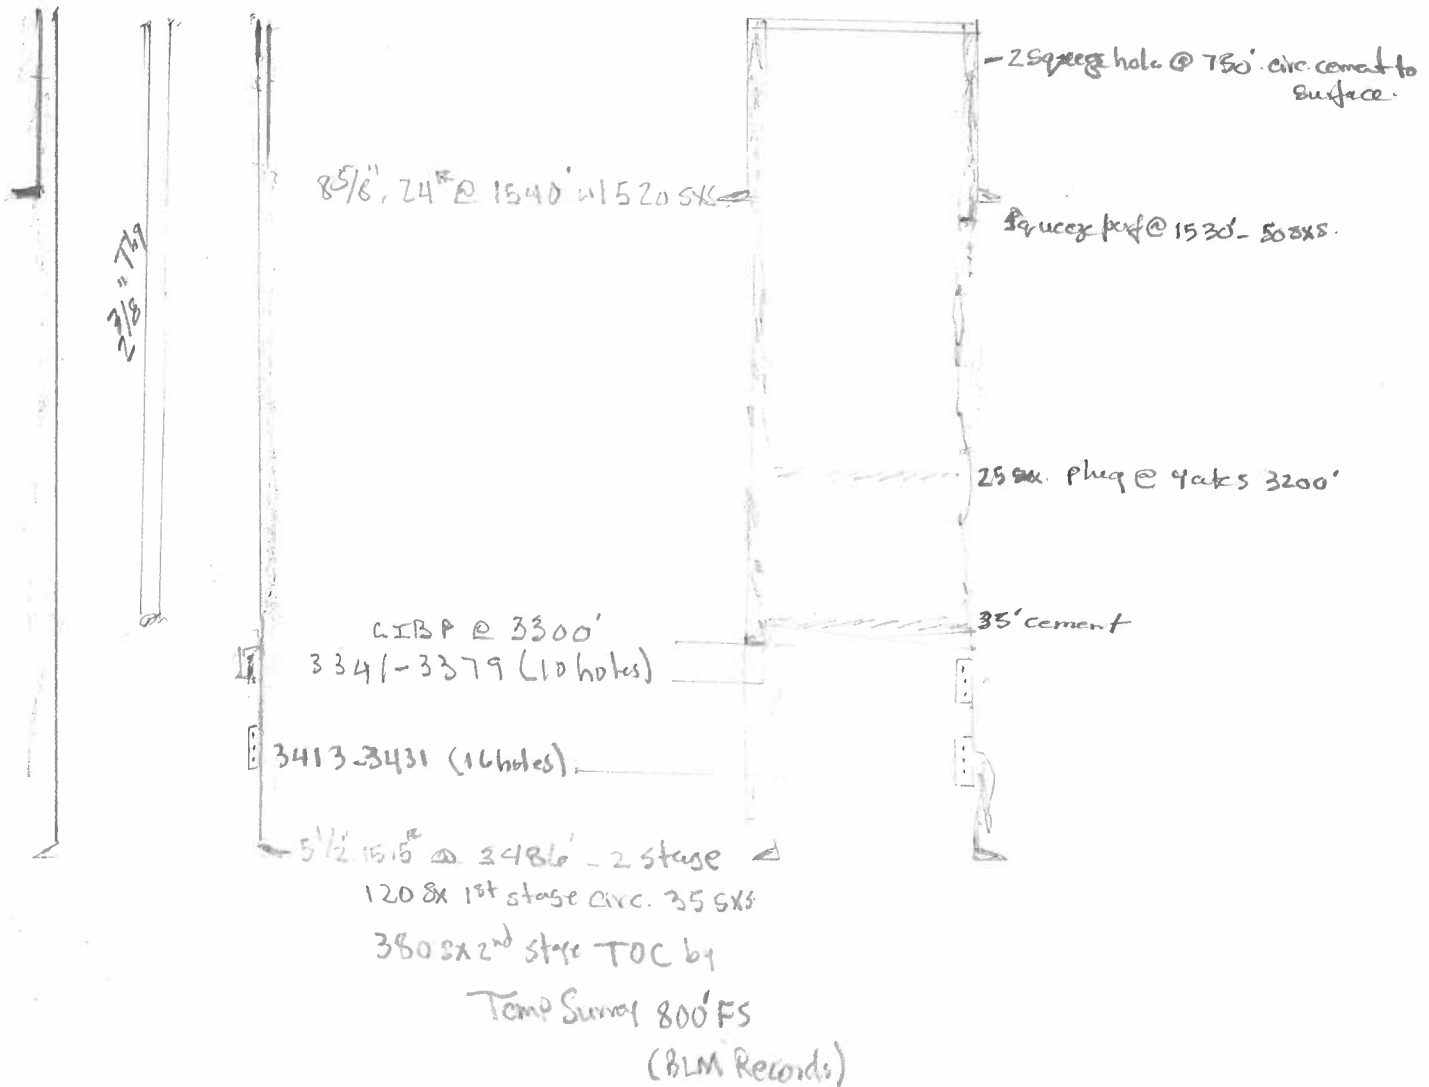 - 2 squeeze hole @ 750' circ. cement to
surface.
8 5/8", 24# @ 1540' w/ 520 sxs
Squeeze perf @ 1530' - 50 sxs.
2 3/8" Tbg
25 sx. plug @ Yates 3200'
CIBP @ 3300'
35' cement
3341-3379 (10 holes)
3413-3431 (16 holes)
5 1/2" 15.5# @ 3486' - 2 stage
120 sx 1st stage circ. 35 sxs
380 sx 2nd stage TOC by
Temp Survey 800' FS
(BLM Records)